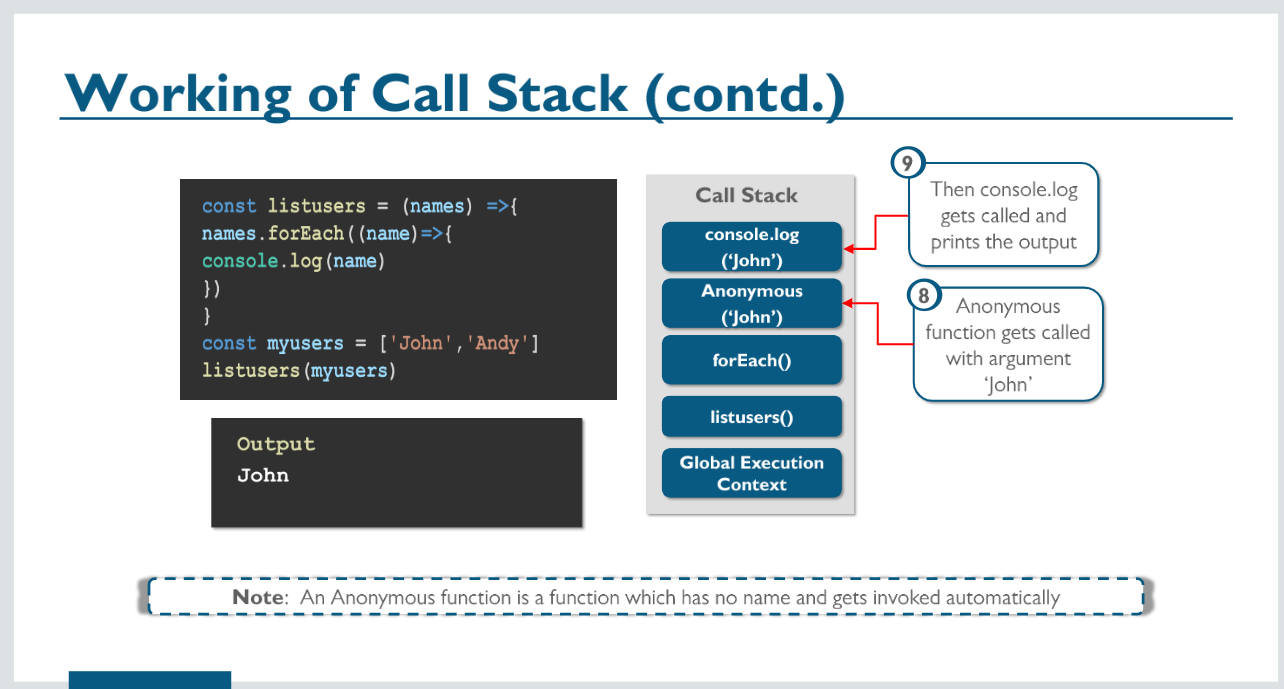 Working of Call Stack (contd.)
const listusers = (names) =>{
names.forEach((name)=>{
console.log(name)
})
}
const myusers = ['John','Andy']
listusers(myusers)
Output
John
Call Stack
console.log
(‘John’)
Anonymous
(‘John’)
forEach()
listusers()
Global Execution
Context
9
Then console.log
gets called and
prints the output
8
Anonymous
function gets called
with argument
‘John’
Note: An Anonymous function is a function which has no name and gets invoked automatically